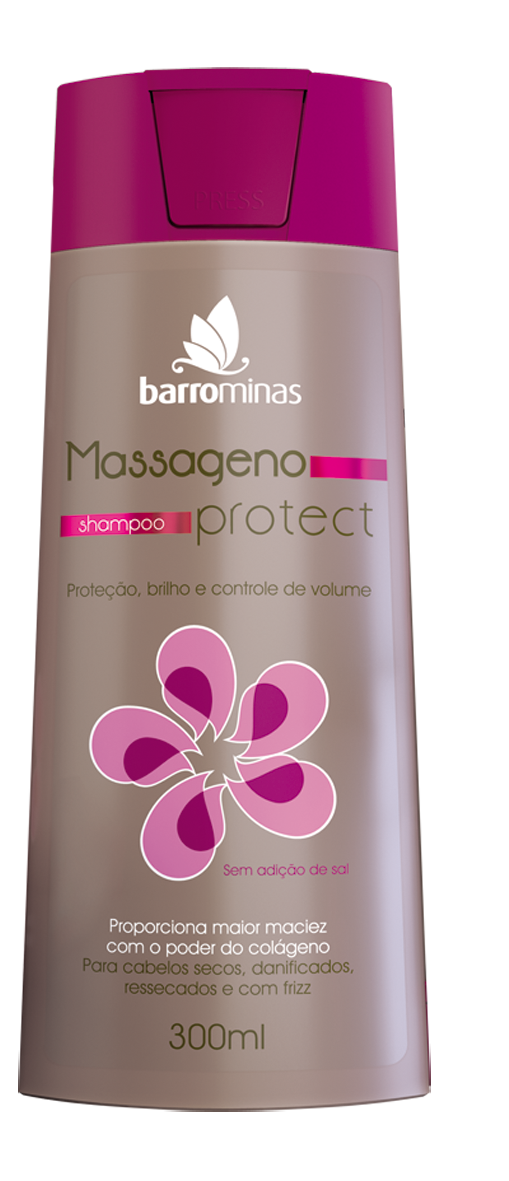 PRESS
barrominas
Massageno
shampoo protect
Proteção, brilho e controle de volume
Sem adição de sal
Proporciona maior maciez
com o poder do colágeno
Para cabelos secos, danificados,
ressecados e com frizz
300ml